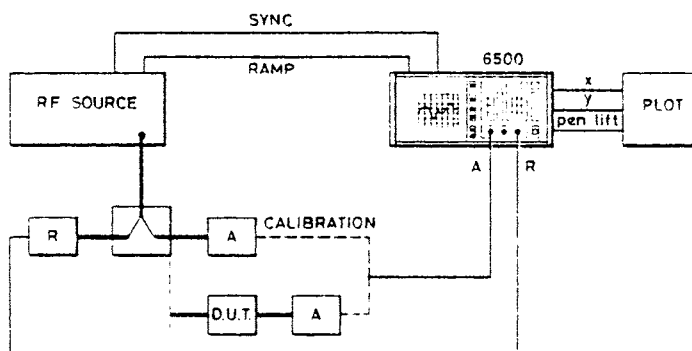 SYNC
RAMP
6500
RF SOURCE
x
y
pen lift
PLOT
A
R
R
A
CALIBRATION
D.U.T.
A